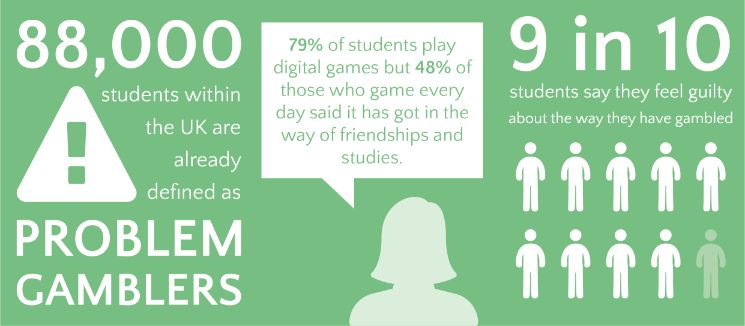 88,000
students within
the UK are
already
defined as
PROBLEM
GAMBLERS
79% of students play
digital games but 48% of
those who game every
day said it has got in the
way of friendships and
studies.
9 in 10
students say they feel guilty
about the way they have gambled